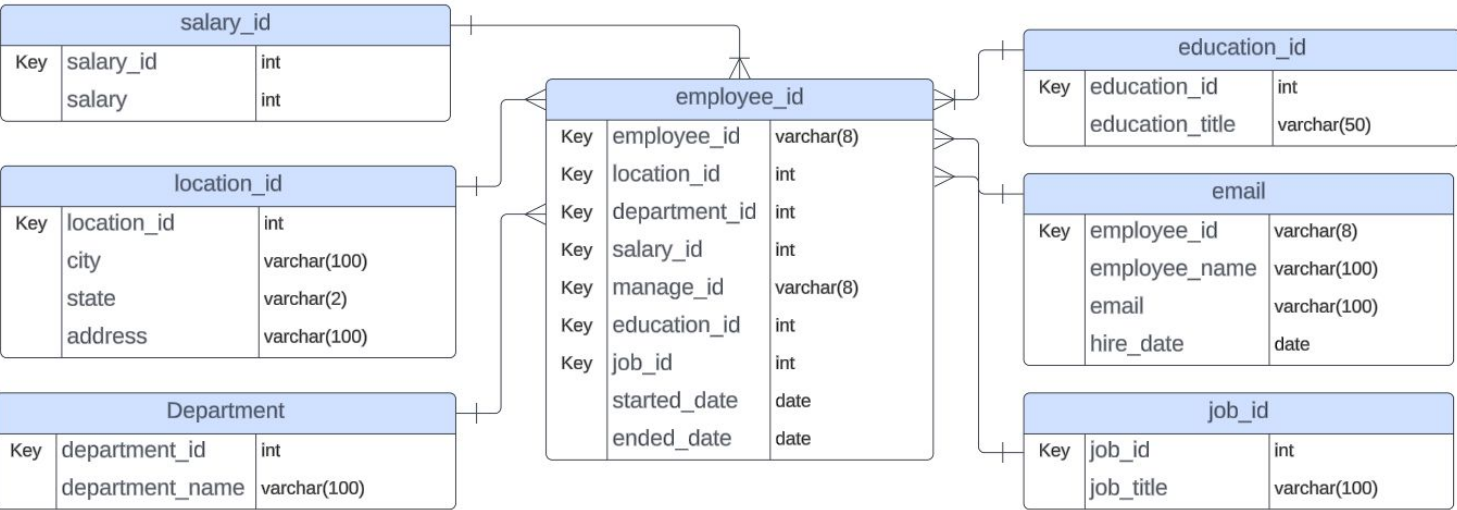 salary_id
Key salary_id int
salary int
location_id
Key location_id int
city varchar(100)
state varchar(2)
address varchar(100)
Department
Key department_id int
department_name varchar(100)
employee_id
Key employee_id varchar(8)
Key location_id int
Key department_id int
Key salary_id int
Key manage_id varchar(8)
Key education_id int
Key job_id int
started_date date
ended_date date
education_id
Key education_id int
education_title varchar(50)
email
Key employee_id varchar(8)
employee_name varchar(100)
email varchar(100)
hire_date date
job_id
Key job_id int
job_title varchar(100)